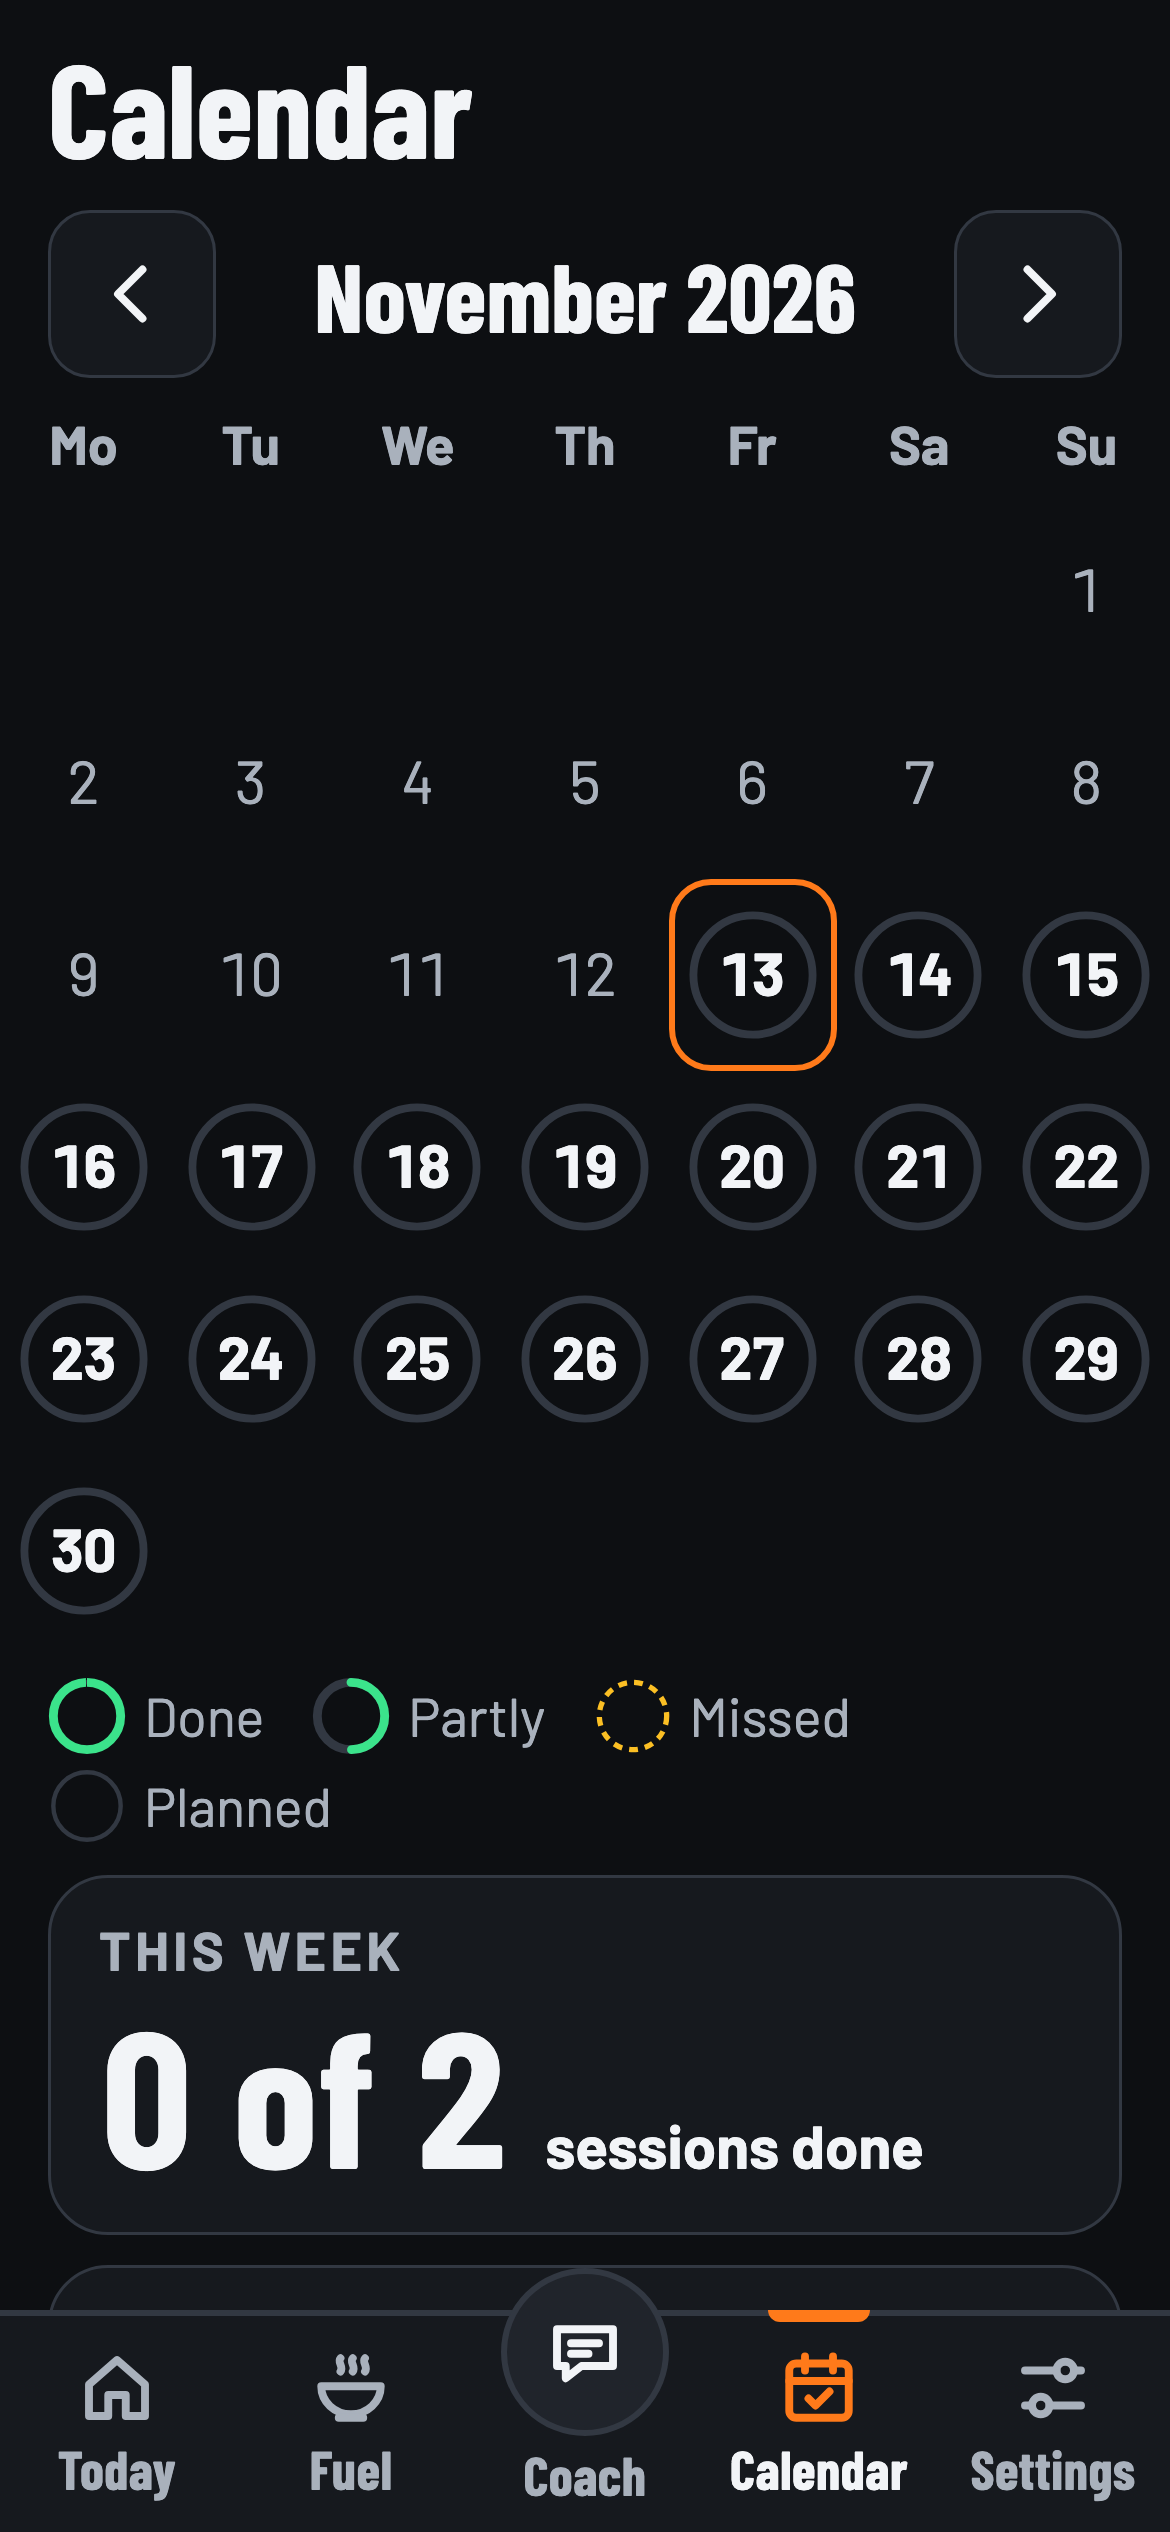 Calendar
November 2026
Mo Tu We Th Fr Sa Su
1
2 3 4 5 6 7 8
9 10 11 12 13 14 15
16 17 18 19 20 21 22
23 24 25 26 27 28 29
30
Done Partly Missed
Planned
THIS WEEK
0 of 2 sessions done
Today Fuel Coach Calendar Settings